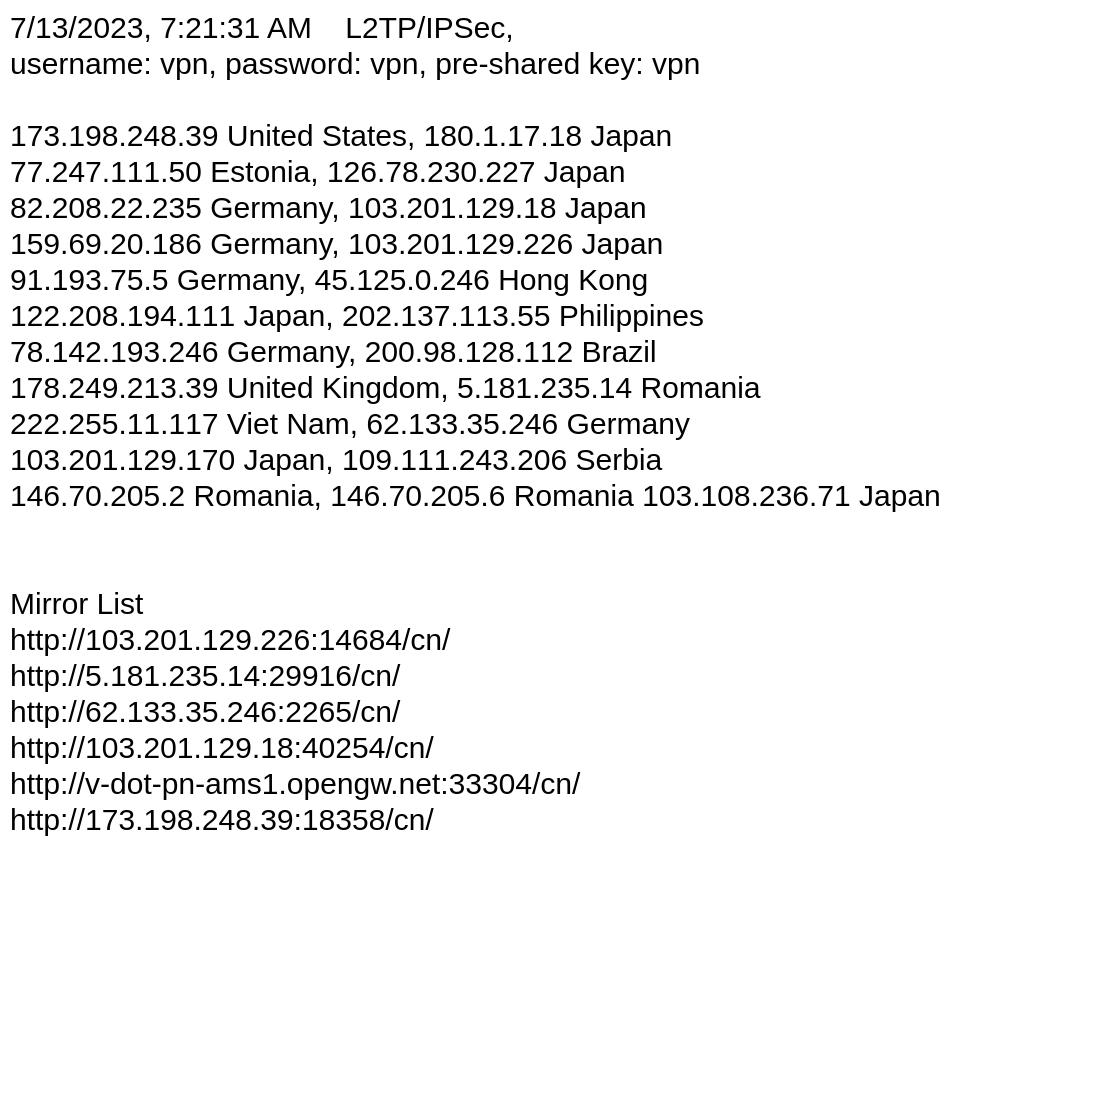 7/13/2023, 7:21:31 AM    L2TP/IPSec,
username: vpn, password: vpn, pre-shared key: vpn
173.198.248.39 United States, 180.1.17.18 Japan
77.247.111.50 Estonia, 126.78.230.227 Japan
82.208.22.235 Germany, 103.201.129.18 Japan
159.69.20.186 Germany, 103.201.129.226 Japan
91.193.75.5 Germany, 45.125.0.246 Hong Kong
122.208.194.111 Japan, 202.137.113.55 Philippines
78.142.193.246 Germany, 200.98.128.112 Brazil
178.249.213.39 United Kingdom, 5.181.235.14 Romania
222.255.11.117 Viet Nam, 62.133.35.246 Germany
103.201.129.170 Japan, 109.111.243.206 Serbia
146.70.205.2 Romania, 146.70.205.6 Romania 103.108.236.71 Japan
Mirror List
http://103.201.129.226:14684/cn/
http://5.181.235.14:29916/cn/
http://62.133.35.246:2265/cn/
http://103.201.129.18:40254/cn/
http://v-dot-pn-ams1.opengw.net:33304/cn/
http://173.198.248.39:18358/cn/